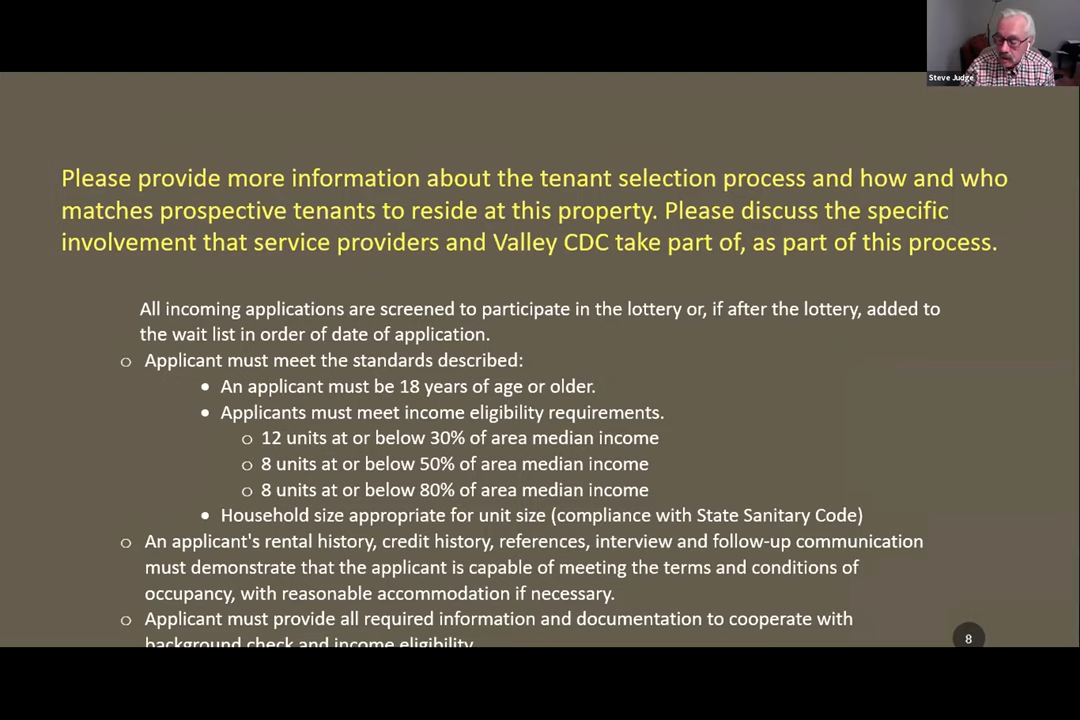 Steve Judge
Please provide more information about the tenant selection process and how and who
matches prospective tenants to reside at this property. Please discuss the specific
involvement that service providers and Valley CDC take part of, as part of this process.
All incoming applications are screened to participate in the lottery or, if after the lottery, added to
the wait list in order of date of application.
o Applicant must meet the standards described:
• An applicant must be 18 years of age or older.
• Applicants must meet income eligibility requirements.
o 12 units at or below 30% of area median income
o 8 units at or below 50% of area median income
o 8 units at or below 80% of area median income
• Household size appropriate for unit size (compliance with State Sanitary Code)
o An applicant's rental history, credit history, references, interview and follow-up communication
must demonstrate that the applicant is capable of meeting the terms and conditions of
occupancy, with reasonable accommodation if necessary.
o Applicant must provide all required information and documentation to cooperate with
background check and income eligibility
8